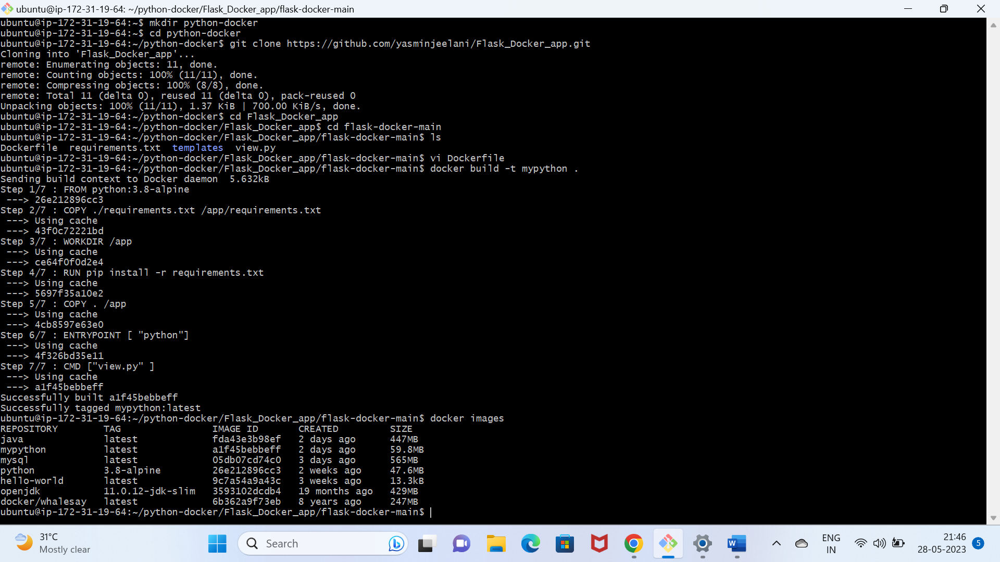 ubuntu@ip-172-31-19-64: ~/python-docker/Flask_Docker_app/flask-docker-main
ubuntu@ip-172-31-19-64:~$ mkdir python-docker
ubuntu@ip-172-31-19-64:~$ cd python-docker
ubuntu@ip-172-31-19-64:~/python-docker$ git clone https://github.com/yasminjeelani/Flask_Docker_app.git
Cloning into 'Flask_Docker_app'...
remote: Enumerating objects: 11, done.
remote: Counting objects: 100% (11/11), done.
remote: Compressing objects: 100% (8/8), done.
remote: Total 11 (delta 0), reused 11 (delta 0), pack-reused 0
Unpacking objects: 100% (11/11), 1.37 KiB | 700.00 KiB/s, done.
ubuntu@ip-172-31-19-64:~/python-docker$ cd Flask_Docker_app
ubuntu@ip-172-31-19-64:~/python-docker/Flask_Docker_app$ cd flask-docker-main
ubuntu@ip-172-31-19-64:~/python-docker/Flask_Docker_app/flask-docker-main$ ls
Dockerfile  requirements.txt  templates  view.py
ubuntu@ip-172-31-19-64:~/python-docker/Flask_Docker_app/flask-docker-main$ vi Dockerfile
ubuntu@ip-172-31-19-64:~/python-docker/Flask_Docker_app/flask-docker-main$ docker build -t mypython .
Sending build context to Docker daemon  5.632kB
Step 1/7 : FROM python:3.8-alpine
 ---> 26e212896cc3
Step 2/7 : COPY ./requirements.txt /app/requirements.txt
 ---> Using cache
 ---> 43f0c72221bd
Step 3/7 : WORKDIR /app
 ---> Using cache
 ---> ce64f0f0d2e4
Step 4/7 : RUN pip install -r requirements.txt
 ---> Using cache
 ---> 5697f35a10e2
Step 5/7 : COPY . /app
 ---> Using cache
 ---> 4cb8597e63e0
Step 6/7 : ENTRYPOINT [ "python"]
 ---> Using cache
 ---> 4f326bd35e11
Step 7/7 : CMD ["view.py" ]
 ---> Using cache
 ---> a1f45bebbeff
Successfully built a1f45bebbeff
Successfully tagged mypython:latest
ubuntu@ip-172-31-19-64:~/python-docker/Flask_Docker_app/flask-docker-main$ docker images
REPOSITORY        TAG                IMAGE ID       CREATED         SIZE
java              latest             fda43e3b98ef   2 days ago      447MB
mypython          latest             a1f45bebbeff   2 days ago      59.8MB
mysql             latest             05db07cd74c0   3 days ago      565MB
python            3.8-alpine         26e212896cc3   2 weeks ago     47.6MB
hello-world       latest             9c7a54a9a43c   3 weeks ago     13.3kB
openjdk           11.0.12-jdk-slim   3593102dcdb4   19 months ago   429MB
docker/whalesay   latest             6b362a9f73eb   8 years ago     247MB
ubuntu@ip-172-31-19-64:~/python-docker/Flask_Docker_app/flask-docker-main$
31°C
Mostly clear
Search
W
ENG
IN
21:46
28-05-2023
5